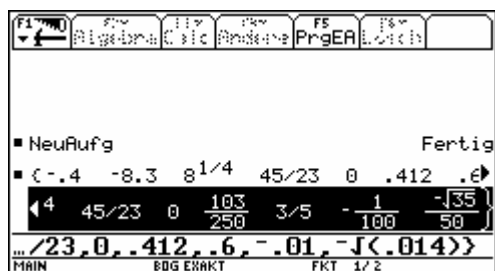 F1 F2 Algebra F3 Calc F4 Andere F5 PrgEA F6 Lösch
■ NeuAufg Fertig
■ {-.4 -8.3 8^1/4 45/23 0 .412 .6▶
◀4 45/23 0 103/250 3/5 -1/100 -√35/50}
…/23,0,.412,.6,⁻.01,⁻√(.014)}
MAIN BOG EXAKT FKT 1/2